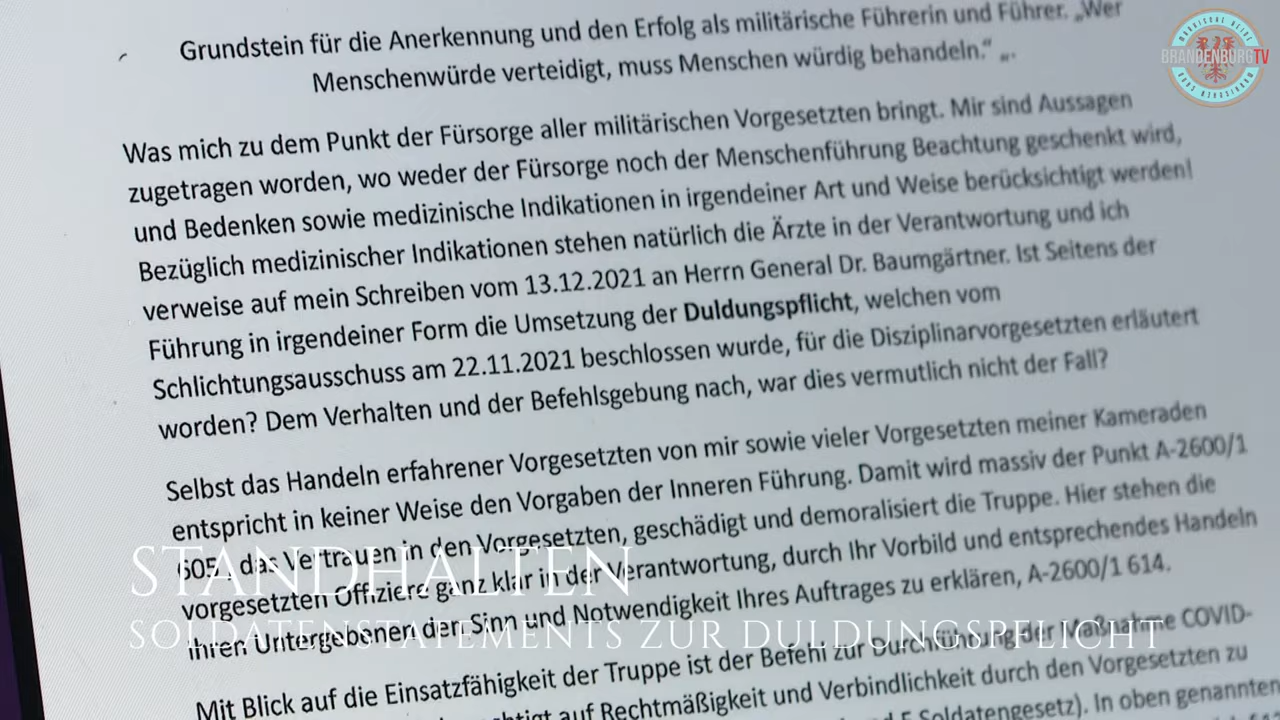 Grundstein für die Anerkennung und den Erfolg als militärische Führerin und Führer. „Wer
Menschenwürde verteidigt, muss Menschen würdig behandeln.“ „.
BRANDENBURG TV
Was mich zu dem Punkt der Fürsorge aller militärischen Vorgesetzten bringt. Mir sind Aussagen
zugetragen worden, wo weder der Fürsorge noch der Menschenführung Beachtung geschenkt wird,
und Bedenken sowie medizinische Indikationen in irgendeiner Art und Weise berücksichtigt werden!
Bezüglich medizinischer Indikationen stehen natürlich die Ärzte in der Verantwortung und ich
verweise auf mein Schreiben vom 13.12.2021 an Herrn General Dr. Baumgärtner. Ist Seitens der
Führung in irgendeiner Form die Umsetzung der Duldungspflicht, welchen vom
Schlichtungsausschuss am 22.11.2021 beschlossen wurde, für die Disziplinarvorgesetzten erläutert
worden? Dem Verhalten und der Befehlsgebung nach, war dies vermutlich nicht der Fall?
Selbst das Handeln erfahrener Vorgesetzten von mir sowie vieler Vorgesetzten meiner Kameraden
entspricht in keiner Weise den Vorgaben der Inneren Führung. Damit wird massiv der Punkt A-2600/1
605., das Vertrauen in den Vorgesetzten, geschädigt und demoralisiert die Truppe. Hier stehen die
vorgesetzten Offiziere ganz klar in der Verantwortung, durch Ihr Vorbild und entsprechendes Handeln
ihren Untergebenen den Sinn und Notwendigkeit Ihres Auftrages zu erklären, A-2600/1 614.
STANDHALTEN
SOLDATENSTATEMENTS ZUR DULDUNGSPFLICHT
Mit Blick auf die Einsatzfähigkeit der Truppe ist der Befehl zur Durchführung der Maßnahme COVID-
auf Rechtmäßigkeit und Verbindlichkeit durch den Vorgesetzten zu
Soldatengesetz). In oben genannten